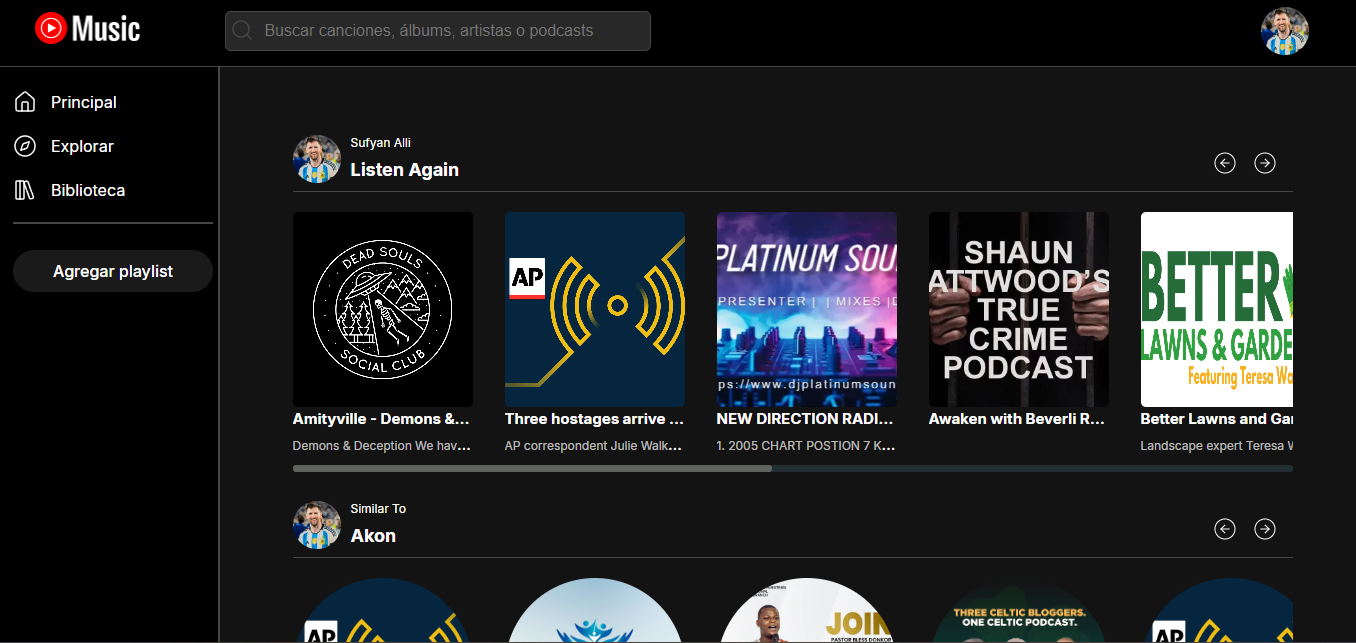 Music
Buscar canciones, álbums, artistas o podcasts
Principal
Explorar
Biblioteca
Agregar playlist
Sufyan Alli
Listen Again
DEAD SOULS
SOCIAL CLUB
AP
PLATINUM SOU
PRESENTER | | MIXES |D
ps://www.djplatinumsoun
SHAUN
ATTWOOD'S
TRUE
CRIME
PODCAST
BETTER
LAWNS & GARDE
Featuring Teresa Wa
Amityville - Demons &...
Demons & Deception We hav...
Three hostages arrive ...
AP correspondent Julie Walk...
NEW DIRECTION RADI...
1. 2005 CHART POSTION 7 K...
Awaken with Beverli R...
Better Lawns and Gar
Landscape expert Teresa W
Similar To
Akon
AP
JOIN
PASTOR BLESS DONKOR
THREE CELTIC BLOGGERS.
ONE CELTIC PODCAST.
AP